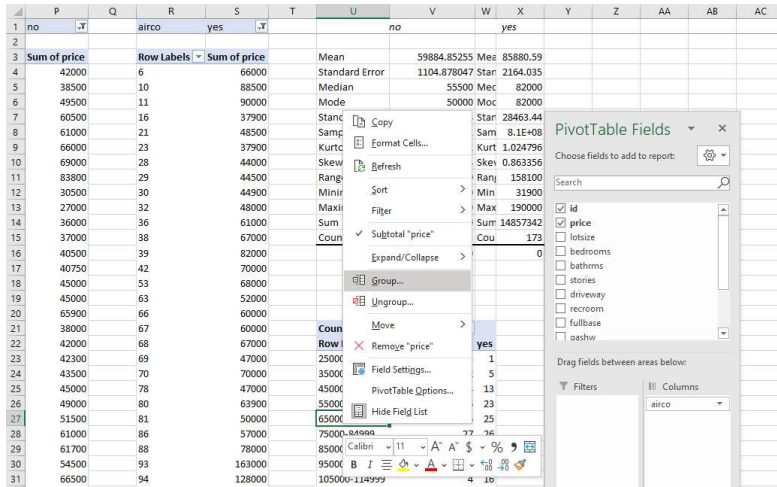 P Q R S T U V W X Y Z AA AB AC
1 no airco yes no yes
2
3 Sum of price Row Labels Sum of price Mean 59884.85255 Mea 85880.59
4 42000 6 66000 Standard Error 1104.878047 Stan 2164.035
5 38500 10 88500 Median 55500 Med 82000
6 49500 11 90000 Mode 50000 Moc 82000
7 60500 16 37900 Stanc Stan 28463.44
8 61000 21 48500 Samp Sam 8.1E+08
9 66000 23 37900 Kurto Kurt 1.024796
10 69000 28 44000 Skew Skev 0.863356
11 83800 29 44500 Range Rang 158100
12 30500 30 44900 Minir Min 31900
13 27000 32 48000 Maxi Max 190000
14 36000 36 61000 Sum Sum 14857342
15 37000 38 67000 Coun Cou 173
16 40500 39 82000 0
17 40750 42 70000
18 45000 53 68000
19 45000 63 52000
20 65900 66 60000
21 38000 67 60000 Coun
22 42000 68 67000 Row yes
23 42300 69 47000 25000 1
24 43500 70 70000 35000 5
25 45000 78 47000 45000 13
26 49000 80 63900 55000 23
27 51500 81 50000 65000 25
28 61000 86 57000 75000-84999 27 26
29 61700 88 78000 85000
30 54500 93 163000 95000
31 66500 94 128000 105000-114999 4 16
Copy
Format Cells...
Refresh
Sort
Filter
Subtotal "price"
Expand/Collapse
Group...
Ungroup...
Move
Remove "price"
Field Settings...
PivotTable Options...
Hide Field List
Calibri 11 A A $ % 9
B I A
PivotTable Fields
Choose fields to add to report:
Search
id
price
lotsize
bedrooms
bathrms
stories
driveway
recroom
fullbase
gashw
Drag fields between areas below:
Filters Columns
airco